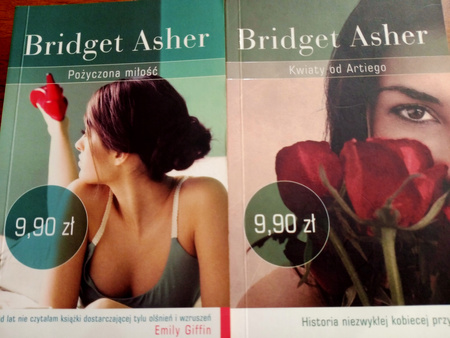 Bridget Asher
Pożyczona miłość
9,90 zł
d lat nie czytałam książki dostarczającej tylu olśnień i wzruszeń
Emily Giffin
Bridget Asher
Kwiaty od Artiego
9,90 zł
Historia niezwykłej kobiecej prz